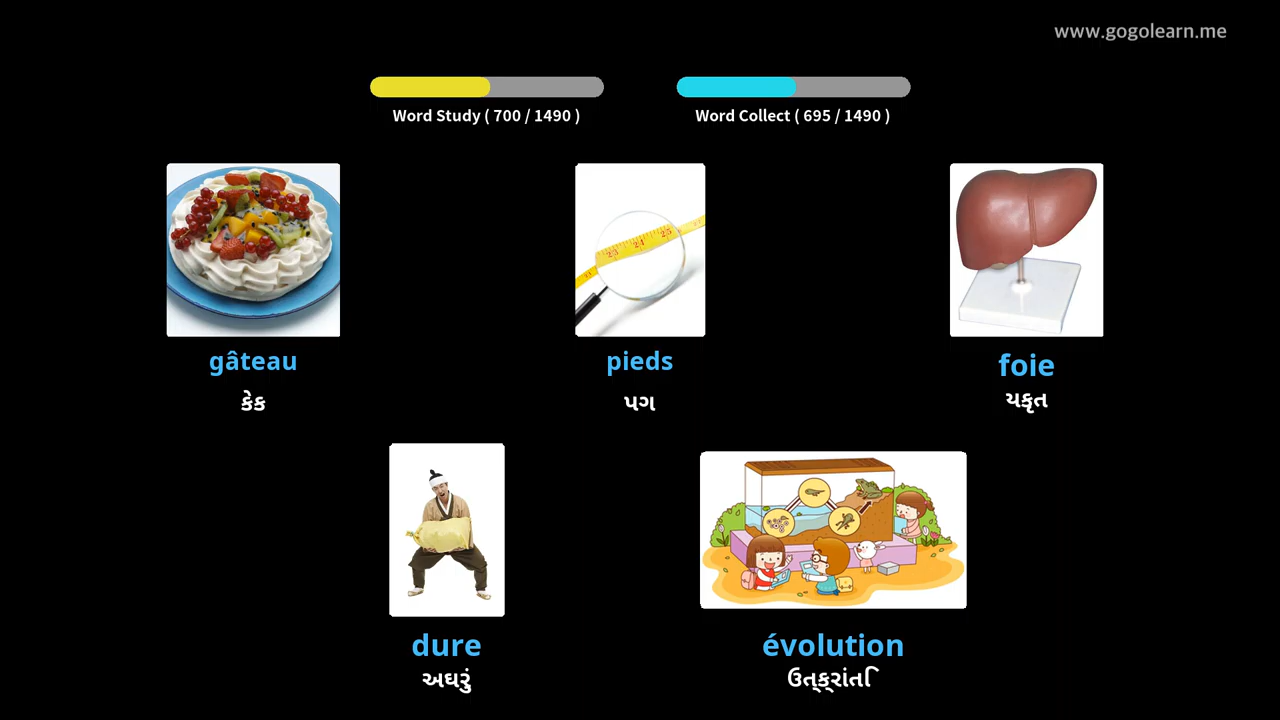 www.gogolearn.me
Word Study ( 700 / 1490 )
Word Collect ( 695 / 1490 )
gâteau
કેક
pieds
પગ
foie
યકૃત
dure
અઘરું
évolution
ઉત્ક્રાંતિ